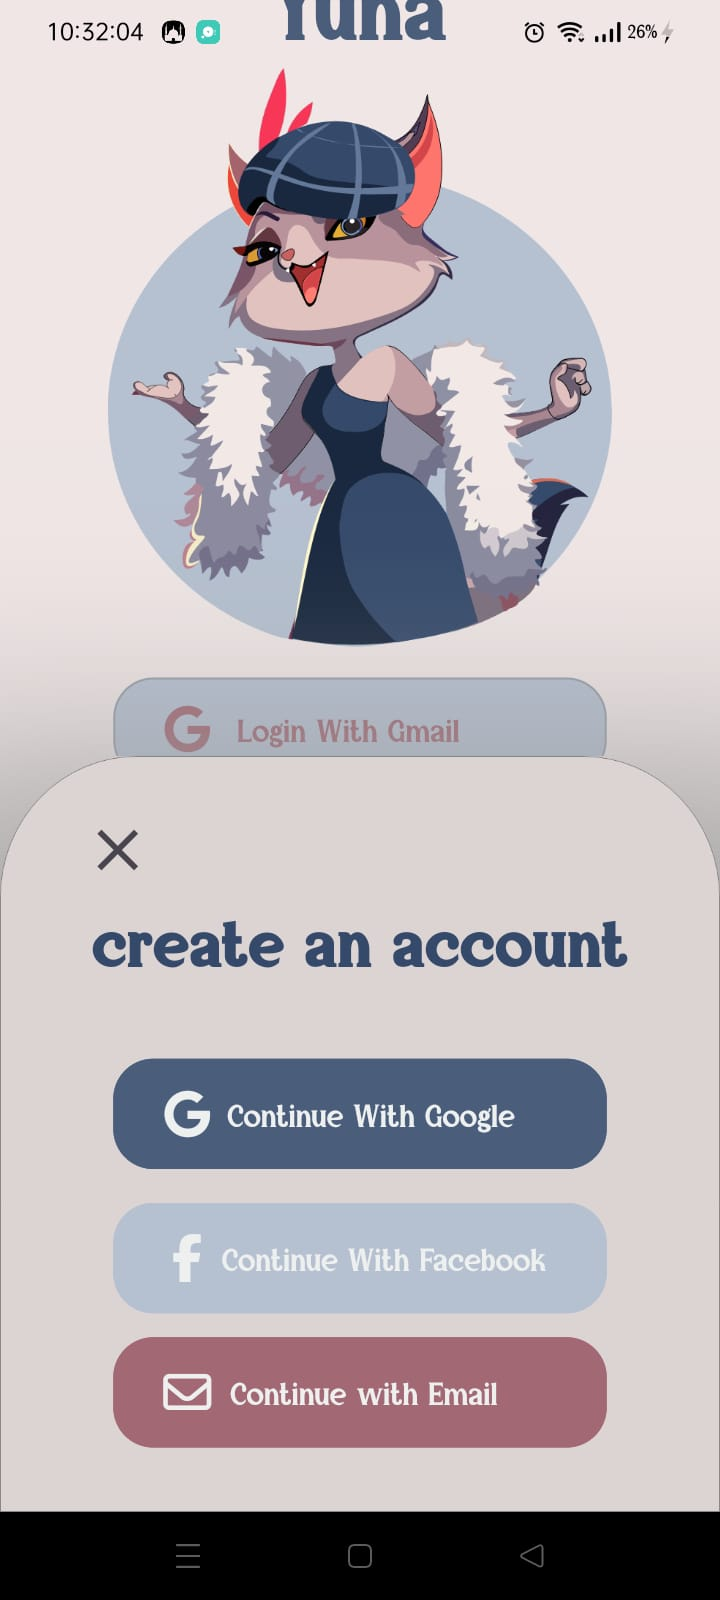 10:32:04
26%
Yuna
Login With Gmail
create an account
Continue With Google
Continue With Facebook
Continue with Email